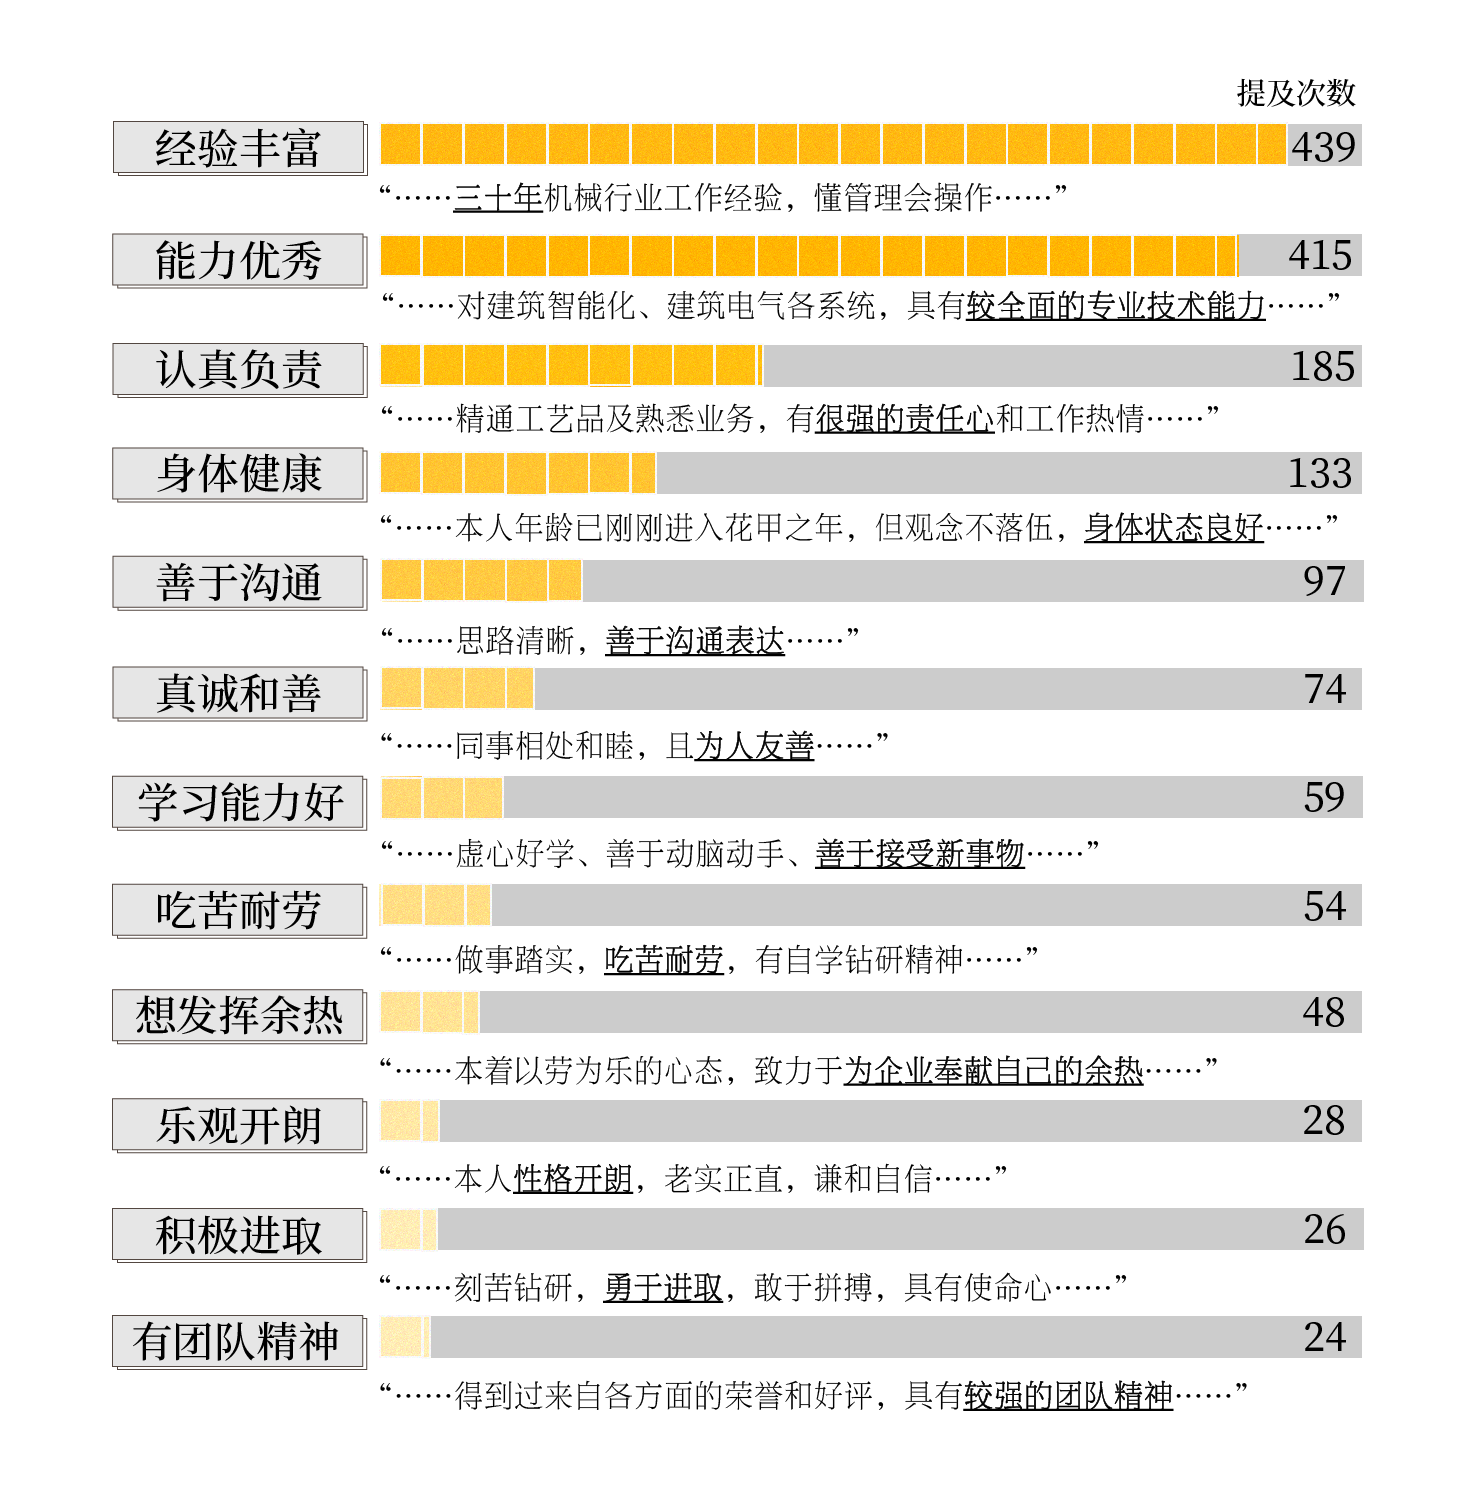 提及次数
经验丰富 439
“……三十年机械行业工作经验，懂管理会操作……”
能力优秀 415
“……对建筑智能化、建筑电气各系统，具有较全面的专业技术能力……”
认真负责 185
“……精通工艺品及熟悉业务，有很强的责任心和工作热情……”
身体健康 133
“……本人年龄已刚刚进入花甲之年，但观念不落伍，身体状态良好……”
善于沟通 97
“……思路清晰，善于沟通表达……”
真诚和善 74
“……同事相处和睦，且为人友善……”
学习能力好 59
“……虚心好学、善于动脑动手、善于接受新事物……”
吃苦耐劳 54
“……做事踏实，吃苦耐劳，有自学钻研精神……”
想发挥余热 48
“……本着以劳为乐的心态，致力于为企业奉献自己的余热……”
乐观开朗 28
“……本人性格开朗，老实正直，谦和自信……”
积极进取 26
“……刻苦钻研，勇于进取，敢于拼搏，具有使命心……”
有团队精神 24
“……得到过来自各方面的荣誉和好评，具有较强的团队精神……”